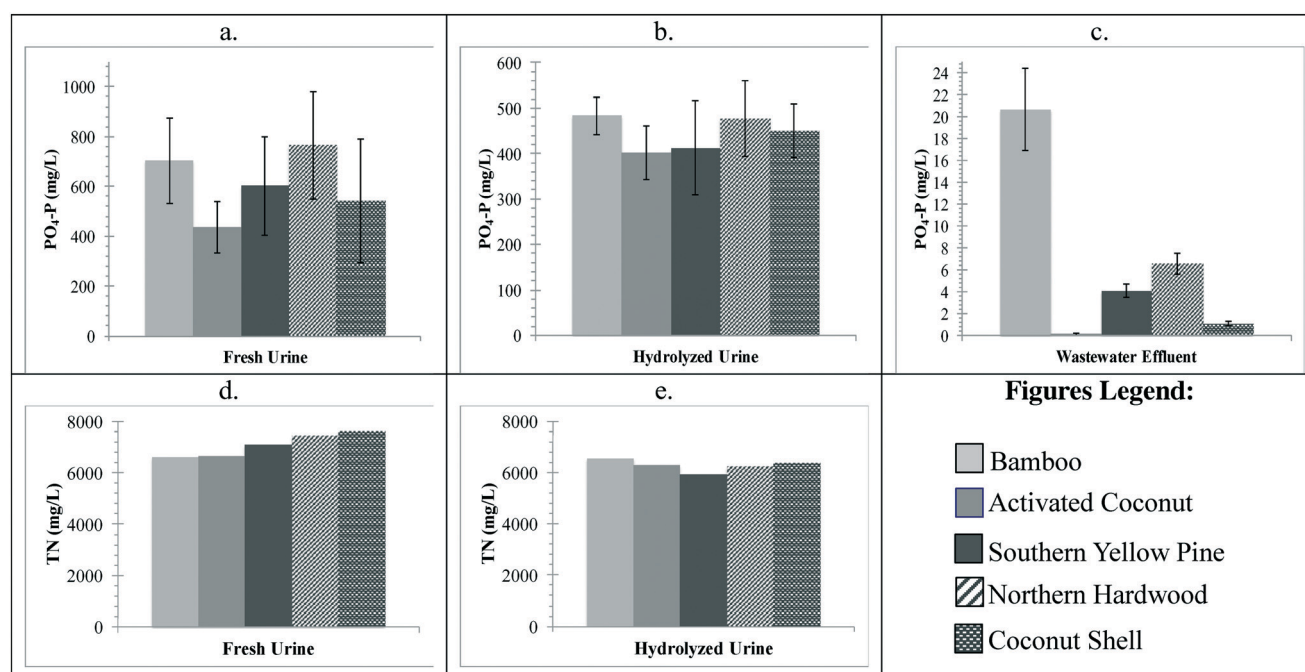 a.
PO₄-P (mg/L)
1000
800
600
400
200
0
Fresh Urine
b.
PO₄-P (mg/L)
600
500
400
300
200
100
0
Hydrolyzed Urine
c.
PO₄-P (mg/L)
24
22
20
18
16
14
12
10
8
6
4
2
0
Wastewater Effluent
d.
TN (mg/L)
8000
6000
4000
2000
0
Fresh Urine
e.
TN (mg/L)
8000
6000
4000
2000
0
Hydrolyzed Urine
Figures Legend:
Bamboo
Activated Coconut
Southern Yellow Pine
Northern Hardwood
Coconut Shell